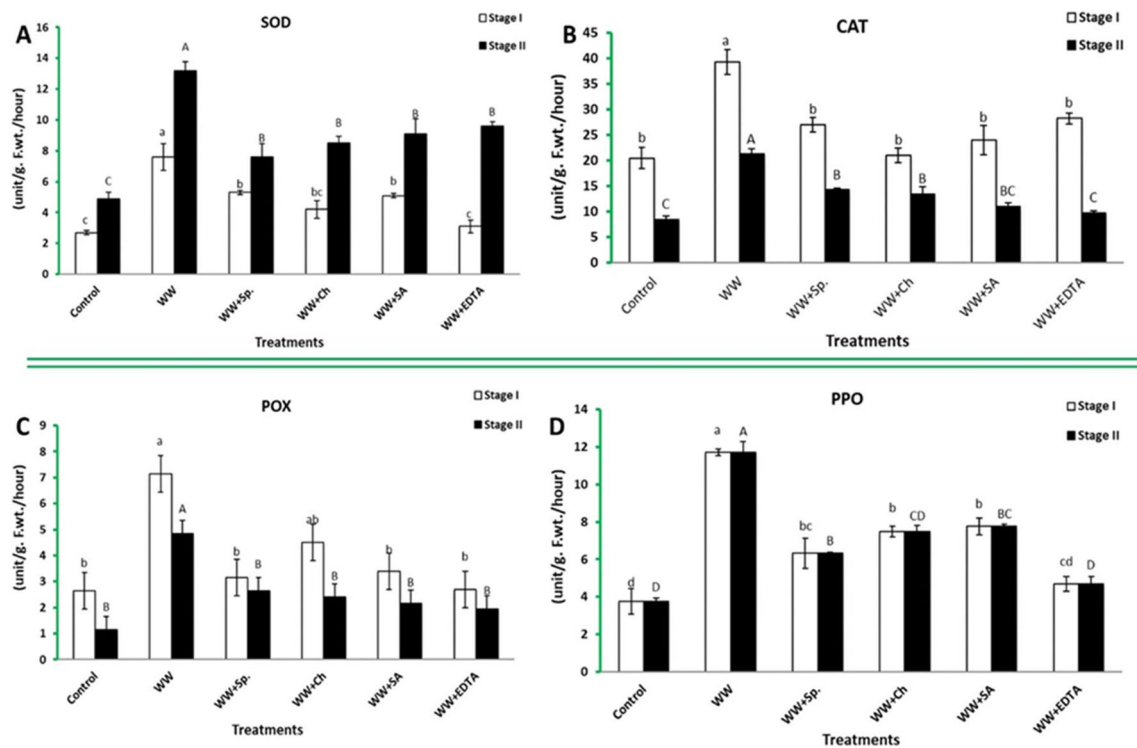 A
SOD
Stage I
Stage II
(unit/g. F.wt./hour)
16
14
12
10
8
6
4
2
0
c
C
a
A
b
B
bc
B
b
B
c
B
Control
WW
WW+Sp.
WW+Ch
WW+SA
WW+EDTA
Treatments
B
CAT
Stage I
Stage II
(unit/g. F.wt./hour)
45
40
35
30
25
20
15
10
5
0
b
C
a
A
b
B
b
B
b
BC
b
C
Control
WW
WW+Sp.
WW+Ch
WW+SA
WW+EDTA
Treatments
C
POX
Stage I
Stage II
(unit/g. F.wt./hour)
9
8
7
6
5
4
3
2
1
0
b
B
a
A
b
B
ab
B
b
B
b
B
Control
WW
WW+Sp.
WW+Ch
WW+SA
WW+EDTA
Treatments
D
PPO
Stage I
Stage II
(unit/g. F.wt./hour)
14
12
10
8
6
4
2
0
d
D
a
A
bc
B
b
CD
b
BC
cd
D
Control
WW
WW+Sp.
WW+Ch
WW+SA
WW+EDTA
Treatments